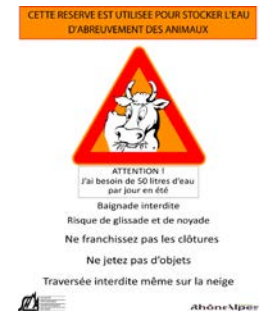 CETTE RESERVE EST UTILISEE POUR STOCKER L'EAU
D'ABREUVEMENT DES ANIMAUX
ATTENTION !
J'ai besoin de 50 litres d'eau
par jour en été
Baignade interdite
Risque de glissade et de noyade
Ne franchissez pas les clôtures
Ne jetez pas d'objets
Traversée interdite même sur la neige
RhôneAlpes